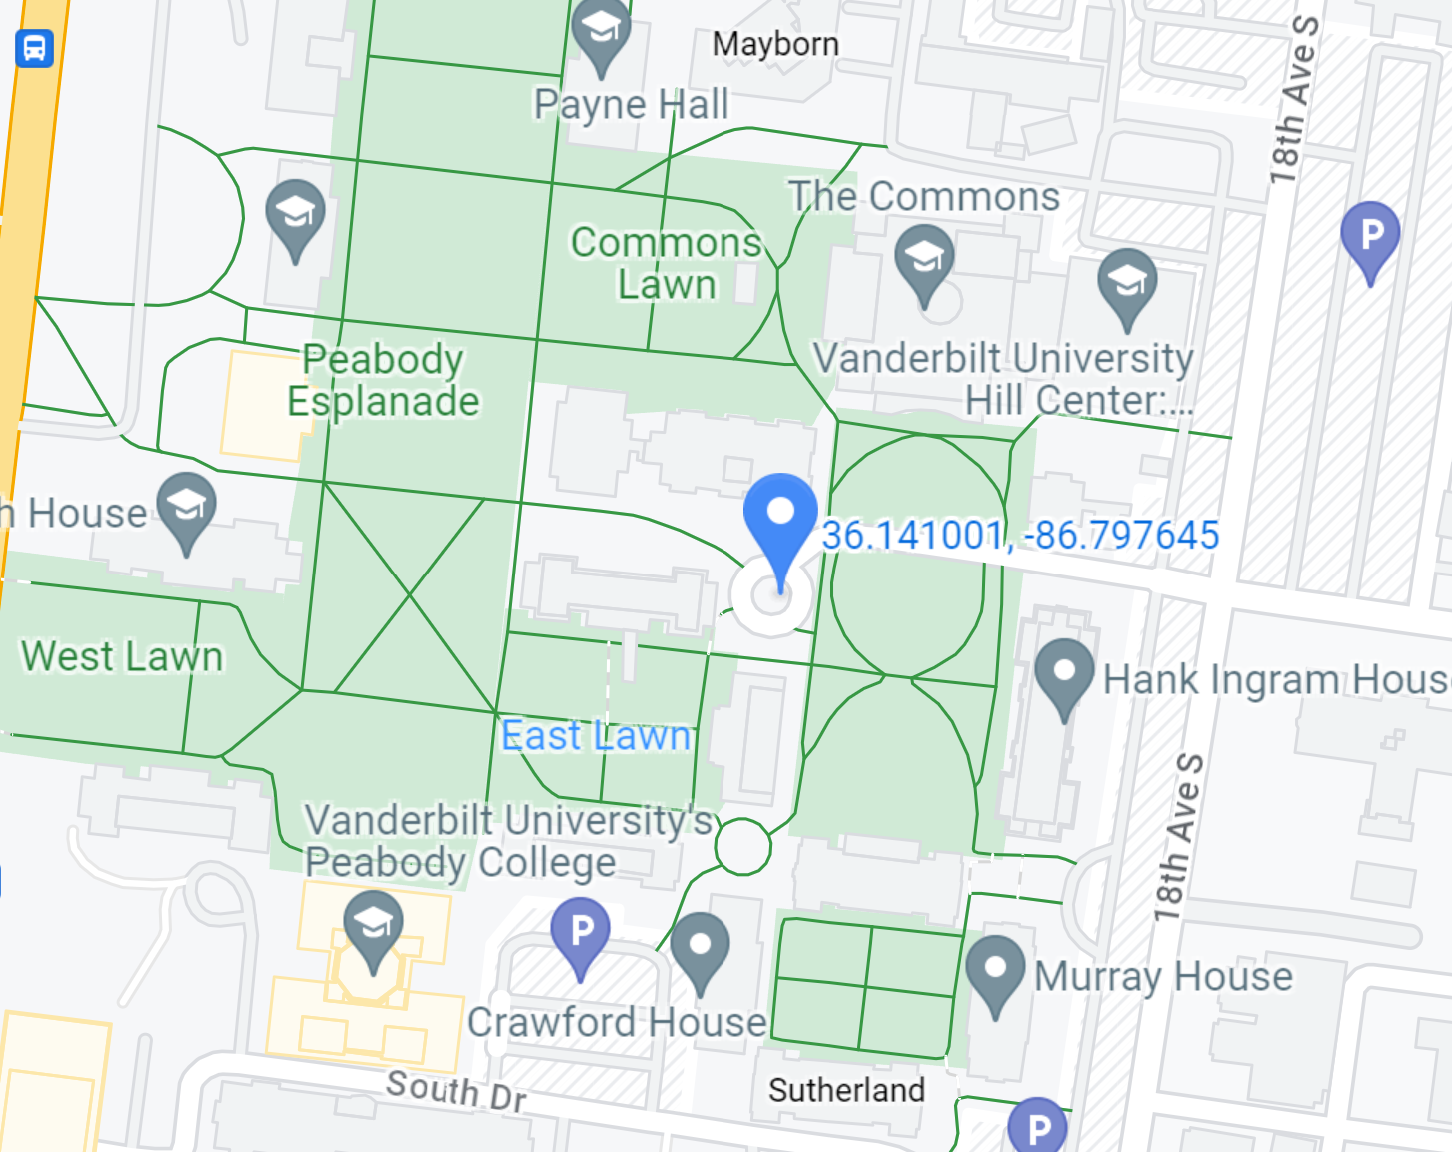 Mayborn
Payne Hall
18th Ave S
The Commons
P
Commons
Lawn
Vanderbilt University
Hill Center:...
Peabody
Esplanade
h House
36.141001, -86.797645
West Lawn
Hank Ingram House
East Lawn
18th Ave S
Vanderbilt University's
Peabody College
P
Murray House
Crawford House
South Dr
Sutherland
P